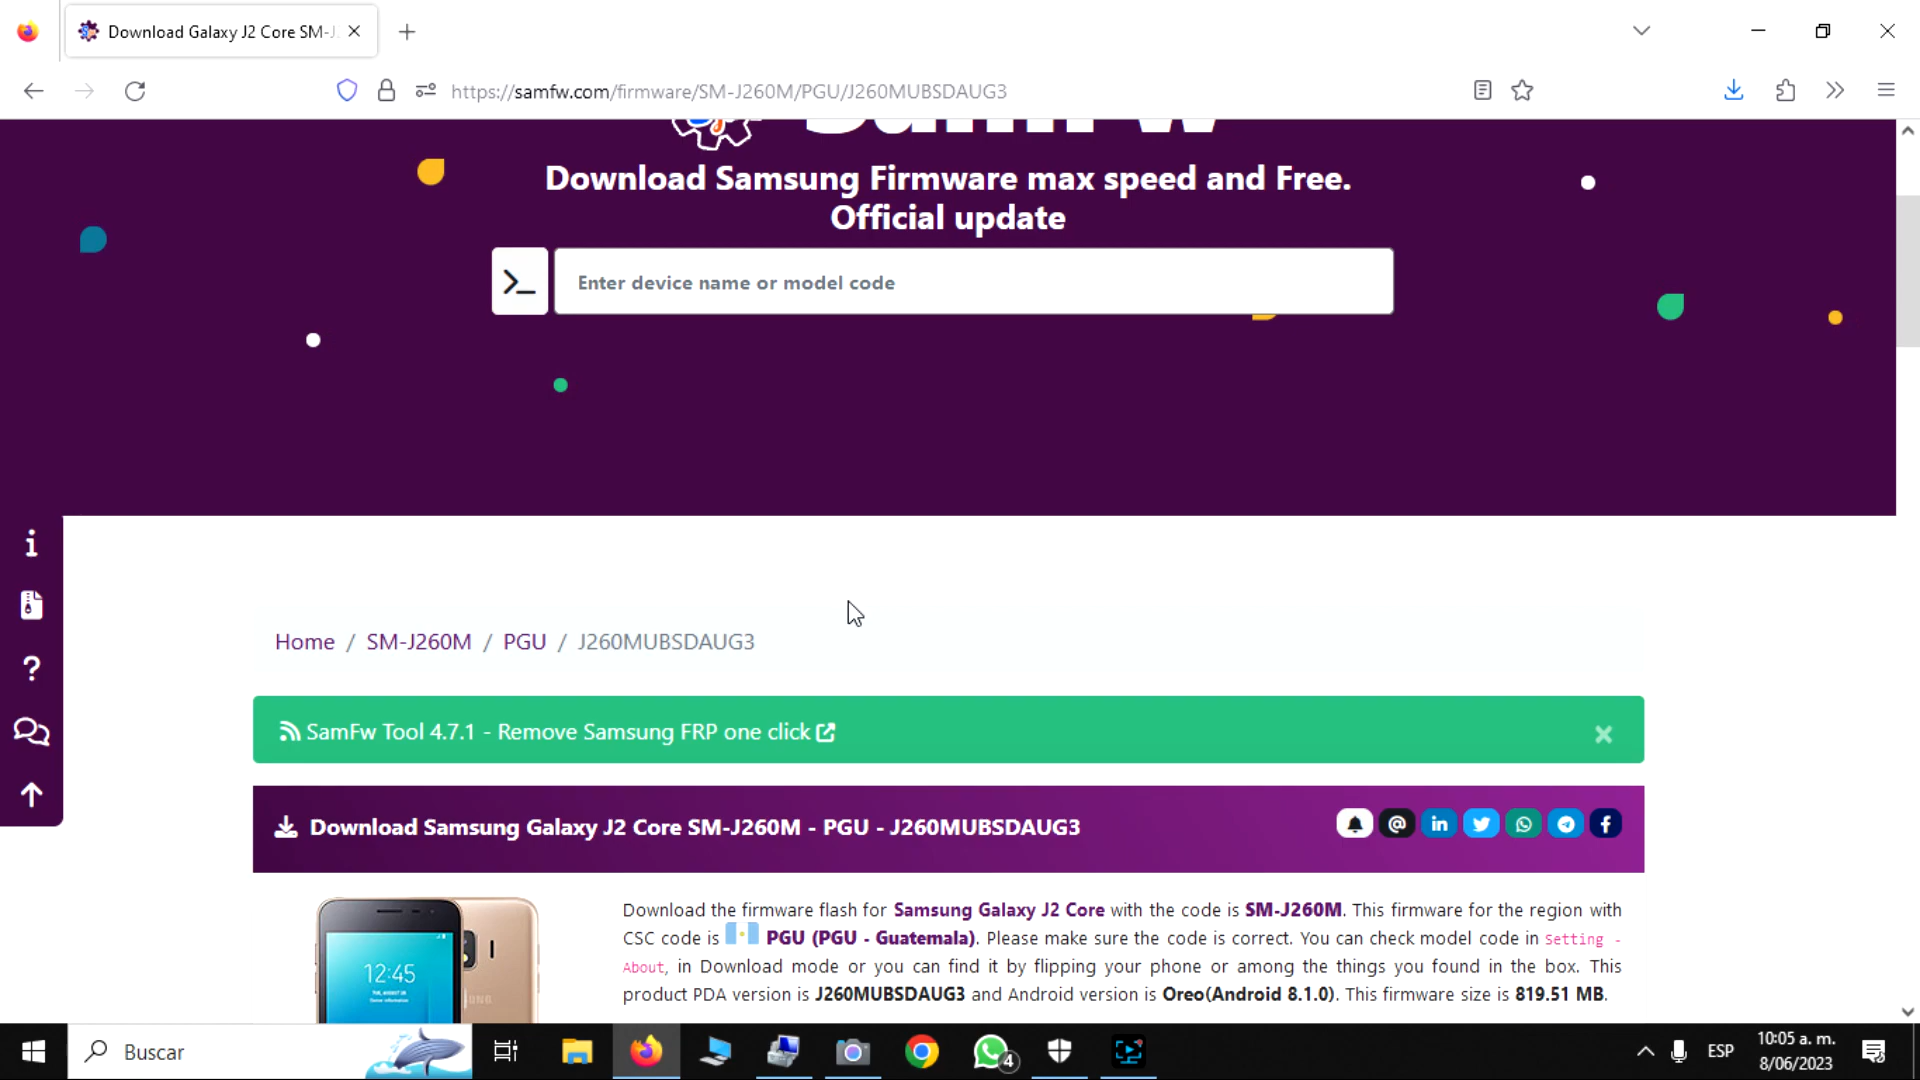 Download Galaxy J2 Core SM-J
https://samfw.com/firmware/SM-J260M/PGU/J260MUBSDAUG3
Download Samsung Firmware max speed and Free.
Official update
Enter device name or model code
Home / SM-J260M / PGU / J260MUBSDAUG3
SamFw Tool 4.7.1 - Remove Samsung FRP one click
Download Samsung Galaxy J2 Core SM-J260M - PGU - J260MUBSDAUG3
Download the firmware flash for Samsung Galaxy J2 Core with the code is SM-J260M. This firmware for the region with
CSC code is PGU (PGU - Guatemala). Please make sure the code is correct. You can check model code in Setting -
About, in Download mode or you can find it by flipping your phone or among the things you found in the box. This
product PDA version is J260MUBSDAUG3 and Android version is Oreo(Android 8.1.0). This firmware size is 819.51 MB.
12:45
Buscar
4
ESP
10:05 a. m.
8/06/2023